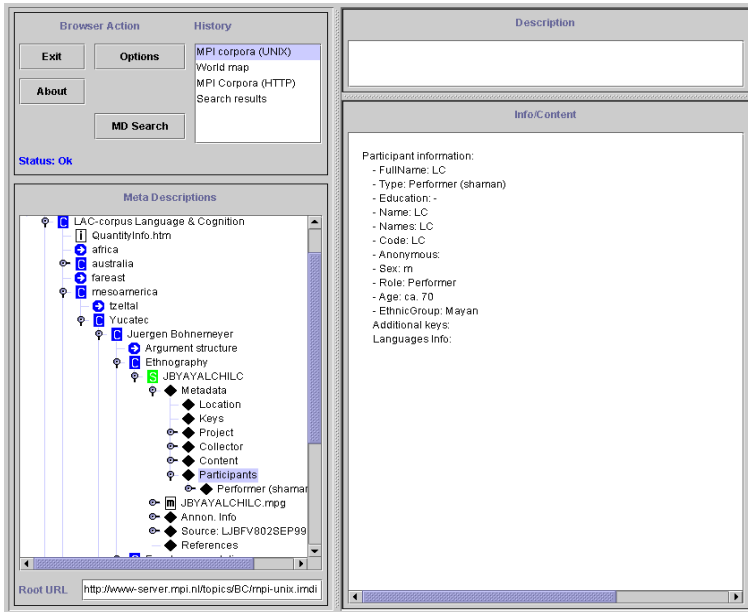 Browser Action
History
Exit
Options
About
MD Search
MPI corpora (UNIX)
World map
MPI Corpora (HTTP)
Search results
Status: Ok
Meta Descriptions
C LAC-corpus Language & Cognition
i QuantityInfo.htm
africa
C australia
fareast
C mesoamerica
tzeltal
C Yucatec
C Juergen Bohnemeyer
Argument structure
C Ethnography
S JBYAYALCHILC
Metadata
Location
Keys
Project
Collector
Content
Participants
Performer (shaman
m JBYAYALCHILC.mpg
Annon. Info
Source: LJBFV802SEP99
References
Root URL http://www-server.mpi.nl/topics/BC/mpi-unix.imdi
Description
Info/Content
Participant information:
- FullName: LC
- Type: Performer (shaman)
- Education: -
- Name: LC
- Names: LC
- Code: LC
- Anonymous:
- Sex: m
- Role: Performer
- Age: ca. 70
- EthnicGroup: Mayan
Additional keys:
Languages Info: